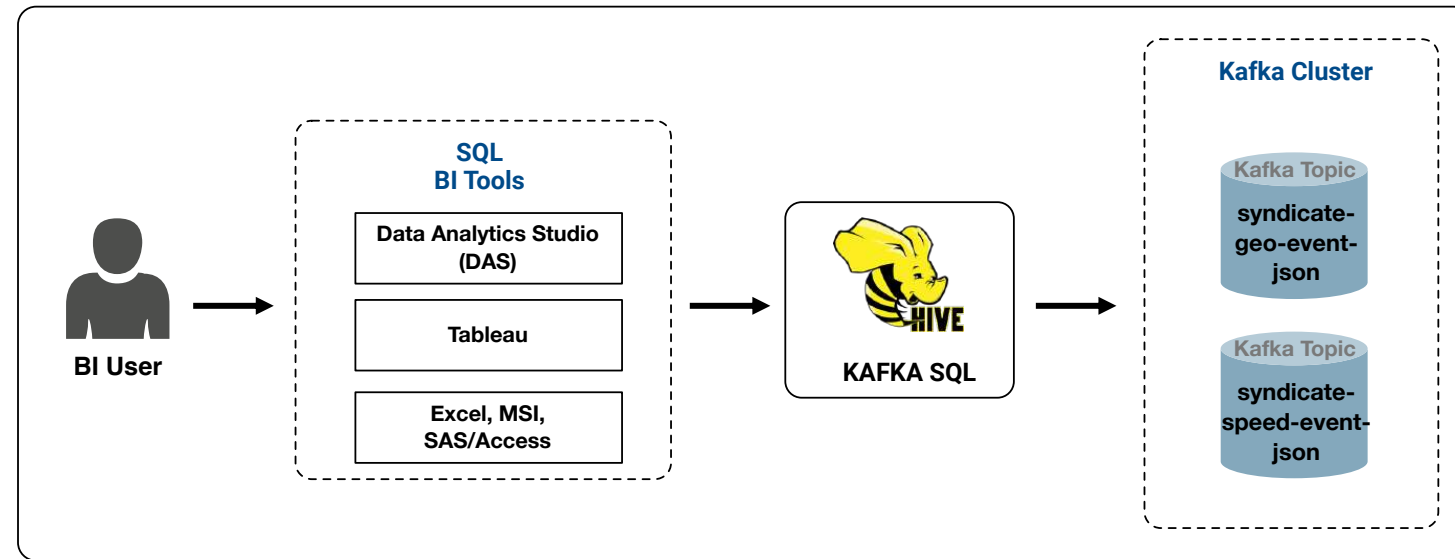 BI User
SQL
BI Tools
Data Analytics Studio
(DAS)
Tableau
Excel, MSI,
SAS/Access
HIVE
KAFKA SQL
Kafka Cluster
Kafka Topic
syndicate-
geo-event-
json
Kafka Topic
syndicate-
speed-event-
json